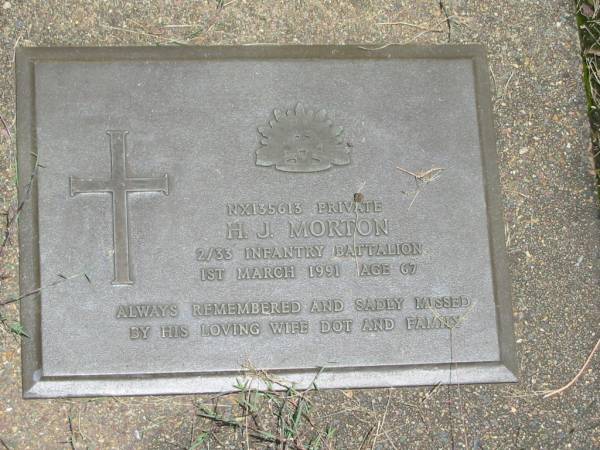 NX135613 PRIVATE
H. J. MORTON
2/33 INFANTRY BATTALION
1ST MARCH 1991 AGE 67
ALWAYS REMEMBERED AND SADLY MISSED
BY HIS LOVING WIFE DOT AND FAMILY